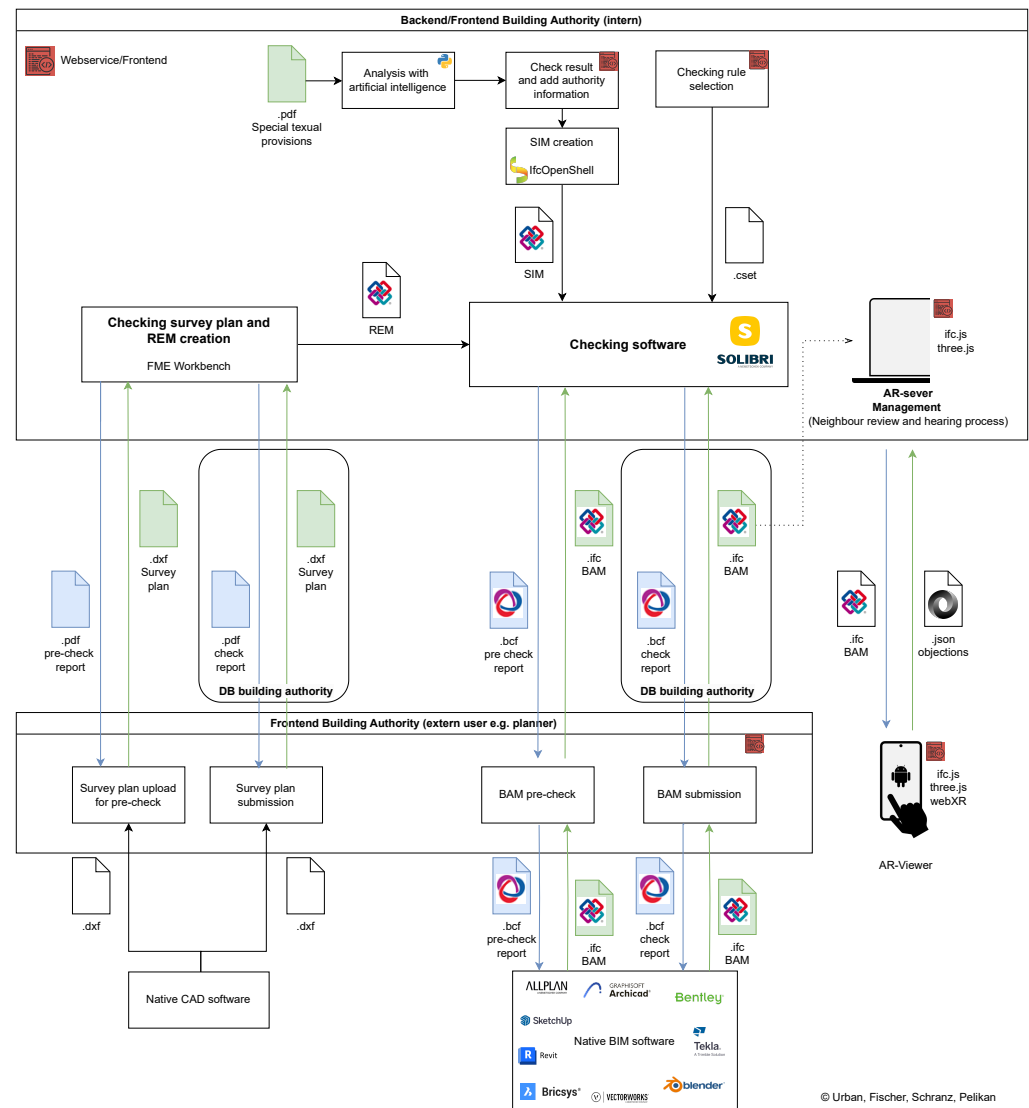 Backend/Frontend Building Authority (intern)
Webservice/Frontend
.pdf
Special texual
provisions
Analysis with
artificial intelligence
Check result
and add authority
information
Checking rule
selection
SIM creation
IfcOpenShell
SIM
.cset
REM
Checking survey plan and
REM creation
FME Workbench
Checking software
S
SOLIBRI
ifc.js
three.js
AR-sever
Management
(Neighbour review and hearing process)
.dxf
Survey
plan
.dxf
Survey
plan
.ifc
BAM
.ifc
BAM
.pdf
pre-check
report
.pdf
check
report
.bcf
pre check
report
.bcf
check
report
.ifc
BAM
.json
objections
DB building authority
DB building authority
Frontend Building Authority (extern user e.g. planner)
Survey plan upload
for pre-check
Survey plan
submission
BAM pre-check
BAM submission
ifc.js
three.js
webXR
AR-Viewer
.dxf
.dxf
.bcf
pre-check
report
.ifc
BAM
.bcf
check
report
.ifc
BAM
Native CAD software
ALLPLAN
GRAPHISOFT
Archicad
Bentley
SketchUp
Native BIM software
Tekla.
A Trimble Solution
R Revit
Bricsys
VECTORWORKS
blender
© Urban, Fischer, Schranz, Pelikan